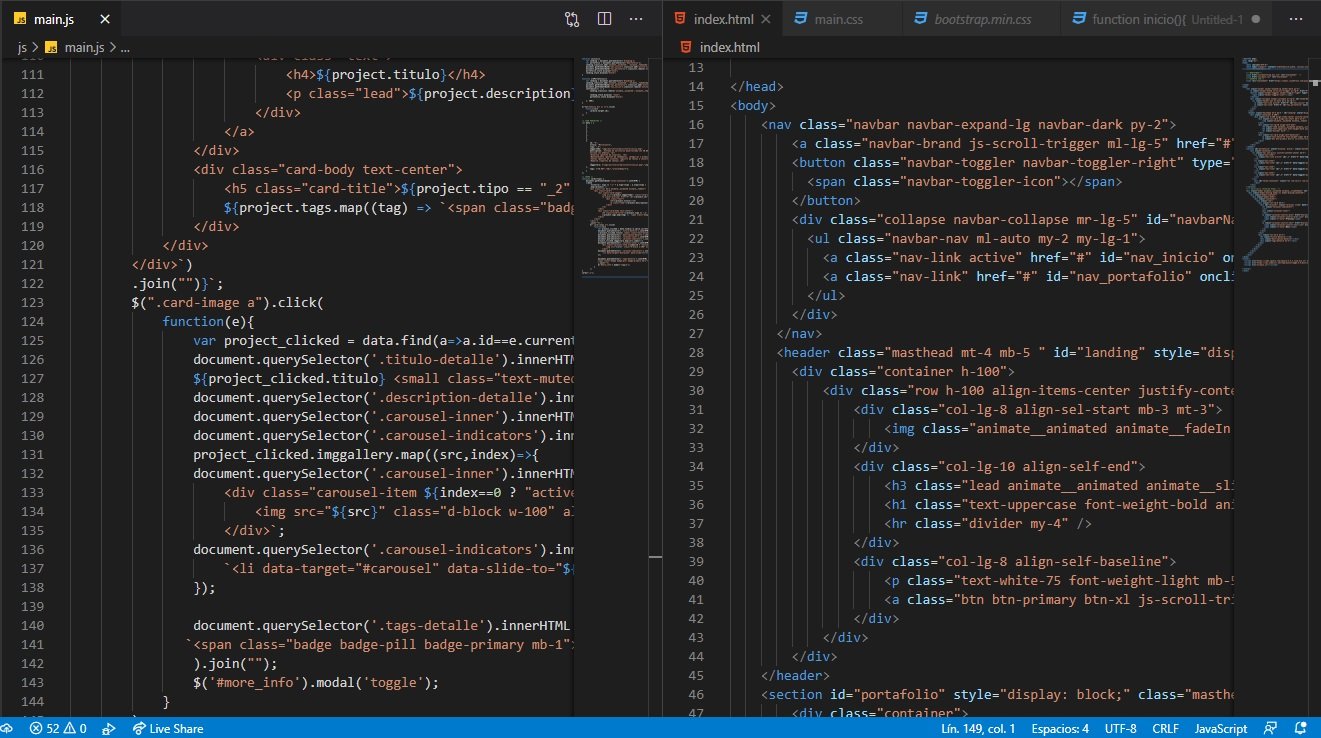 main.js
js > main.js > ...
111 <h4>${project.titulo}</h4>
112 <p class="lead">${project.description
113 </div>
114 </a>
115 </div>
116 <div class="card-body text-center">
117 <h5 class="card-title">${project.tipo == "_2"
118 ${project.tags.map((tag) => `<span class="badg
119 </div>
120 </div>
121 </div>`)
122 .join("")}`;
123 $(".card-image a").click(
124 function(e){
125 var project_clicked = data.find(a=>a.id==e.current
126 document.querySelector('.titulo-detalle').innerHTM
127 ${project_clicked.titulo} <small class="text-mutec
128 document.querySelector('.description-detalle').inn
129 document.querySelector('.carousel-inner').innerHTM
130 document.querySelector('.carousel-indicators').inn
131 project_clicked.imggallery.map((src,index)=>{
132 document.querySelector('.carousel-inner').innerHTM
133 <div class="carousel-item ${index==0 ? "active
134 <img src="${src}" class="d-block w-100" al
135 </div>`;
136 document.querySelector('.carousel-indicators').inn
137 `<li data-target="#carousel" data-slide-to="${
138 });
139
140 document.querySelector('.tags-detalle').innerHTML
141 `<span class="badge badge-pill badge-primary mb-1">
142 ).join("");
143 $('#more_info').modal('toggle');
144 }
index.html main.css bootstrap.min.css function inicio(){ Untitled-1
index.html
13
14 </head>
15 <body>
16 <nav class="navbar navbar-expand-lg navbar-dark py-2">
17 <a class="navbar-brand js-scroll-trigger ml-lg-5" href="#"
18 <button class="navbar-toggler navbar-toggler-right" type="
19 <span class="navbar-toggler-icon"></span>
20 </button>
21 <div class="collapse navbar-collapse mr-lg-5" id="navbarNa
22 <ul class="navbar-nav ml-auto my-2 my-lg-1">
23 <a class="nav-link active" href="#" id="nav_inicio" on
24 <a class="nav-link" href="#" id="nav_portafolio" oncli
25 </ul>
26 </div>
27 </nav>
28 <header class="masthead mt-4 mb-5 " id="landing" style="disp
29 <div class="container h-100">
30 <div class="row h-100 align-items-center justify-conte
31 <div class="col-lg-8 align-sel-start mb-3 mt-3">
32 <img class="animate__animated animate__fadeIn
33 </div>
34 <div class="col-lg-10 align-self-end">
35 <h3 class="lead animate__animated animate__sli
36 <h1 class="text-uppercase font-weight-bold ani
37 <hr class="divider my-4" />
38 </div>
39 <div class="col-lg-8 align-self-baseline">
40 <p class="text-white-75 font-weight-light mb-5
41 <a class="btn btn-primary btn-xl js-scroll-tri
42 </div>
43 </div>
44 </div>
45 </header>
46 <section id="portafolio" style="display: block;" class="masthe
47 <div class="container">
52 0 Live Share Lín. 149, col. 1 Espacios: 4 UTF-8 CRLF JavaScript